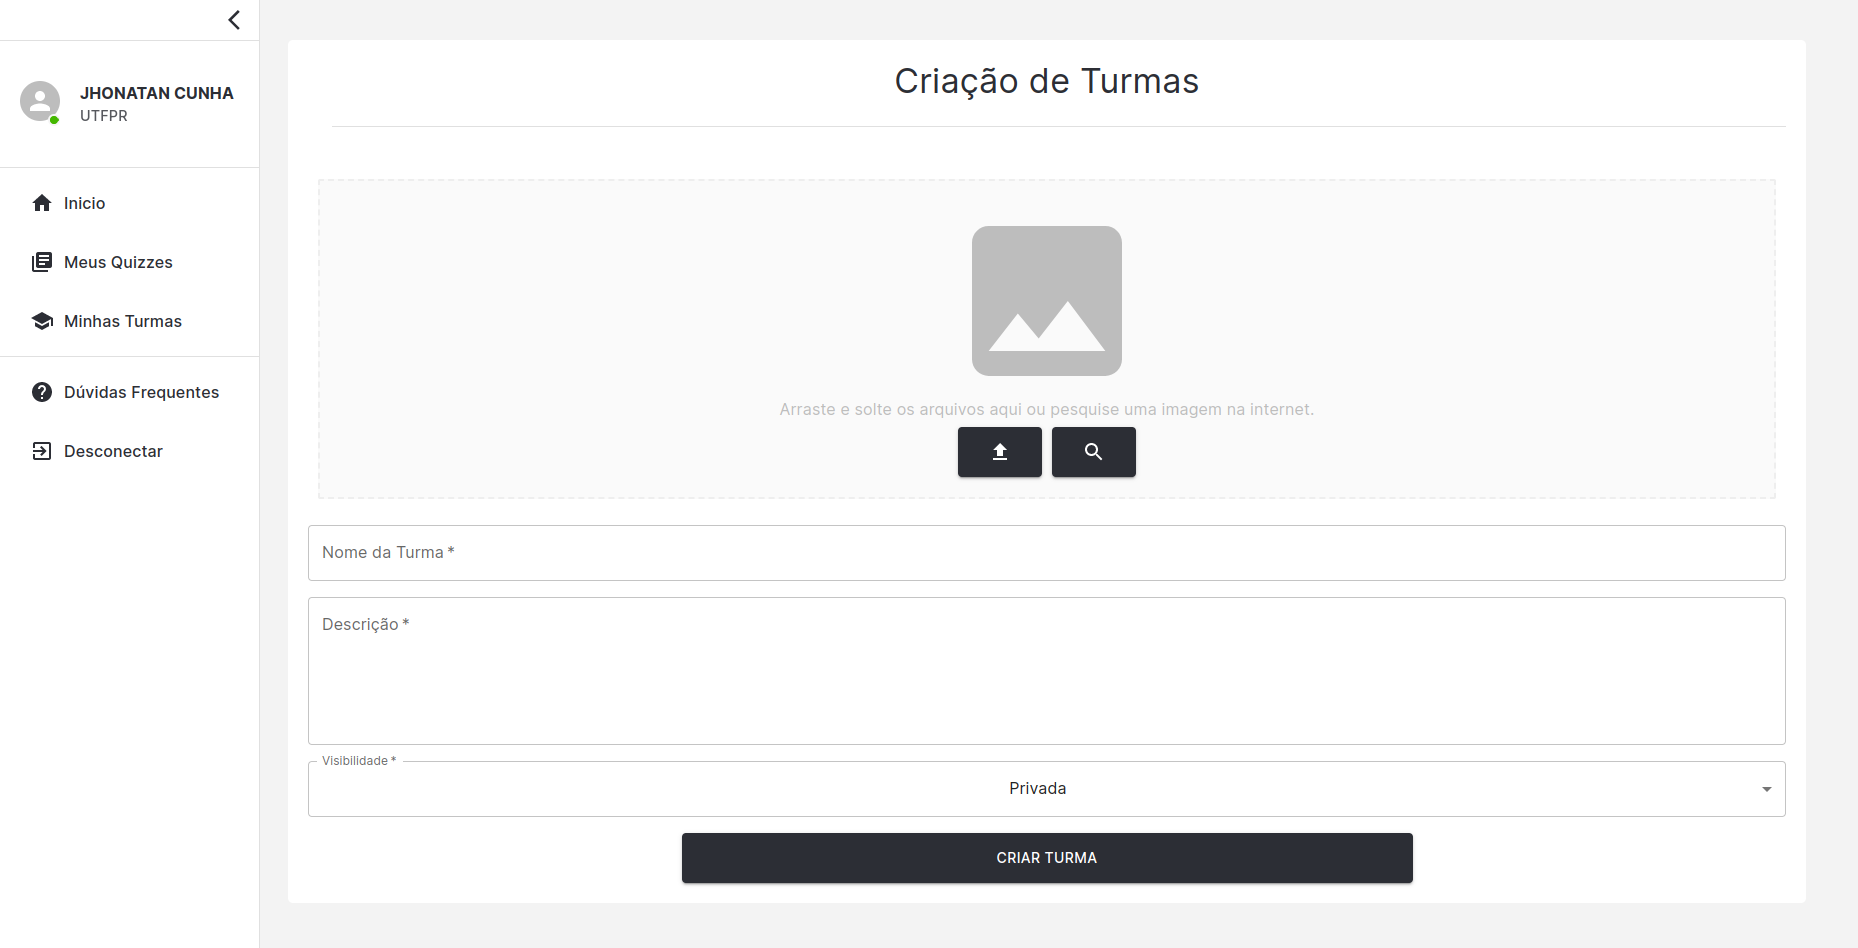 JHONATAN CUNHA
UTFPR
Inicio
Meus Quizzes
Minhas Turmas
Dúvidas Frequentes
Desconectar
Criação de Turmas
Arraste e solte os arquivos aqui ou pesquise uma imagem na internet.
Nome da Turma *
Descrição *
Visibilidade *
Privada
CRIAR TURMA